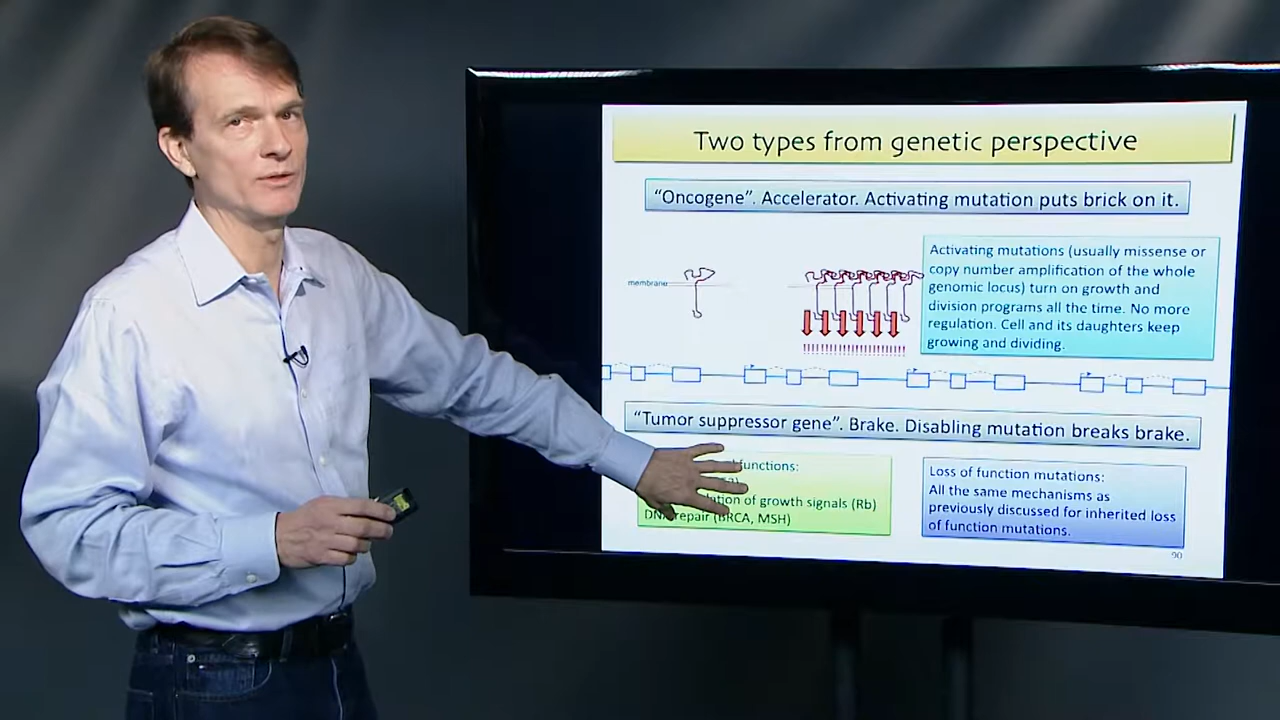 Two types from genetic perspective
“Oncogene”. Accelerator. Activating mutation puts brick on it.
membrane
Activating mutations (usually missense or
copy number amplification of the whole
genomic locus) turn on growth and
division programs all the time. No more
regulation. Cell and its daughters keep
growing and dividing.
“Tumor suppressor gene”. Brake. Disabling mutation breaks brake.
functions:
of growth signals (Rb)
repair (BRCA, MSH)
Loss of function mutations:
All the same mechanisms as
previously discussed for inherited loss
of function mutations.
90